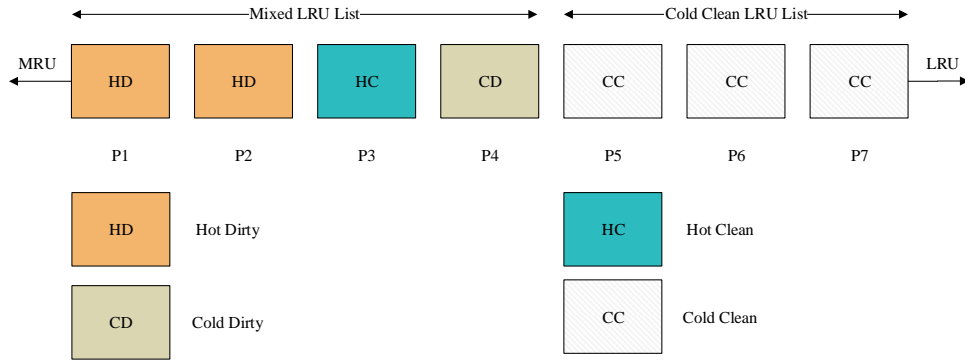 Mixed LRU List
Cold Clean LRU List
MRU
HD
HD
HC
CD
CC
CC
CC
LRU
P1
P2
P3
P4
P5
P6
P7
HD
Hot Dirty
HC
Hot Clean
CD
Cold Dirty
CC
Cold Clean